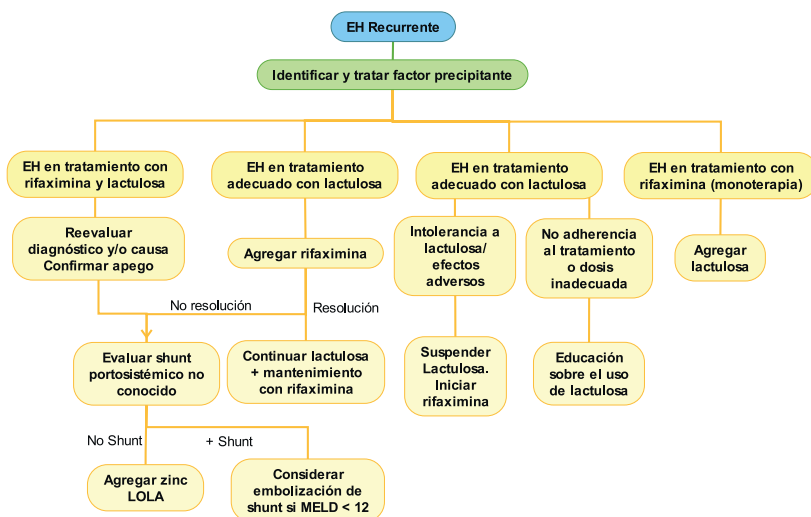 EH Recurrente
Identificar y tratar factor precipitante
EH en tratamiento con
rifaximina y lactulosa
EH en tratamiento
adecuado con lactulosa
EH en tratamiento
adecuado con lactulosa
EH en tratamiento con
rifaximina (monoterapia)
Reevaluar
diagnóstico y/o causa
Confirmar apego
Agregar rifaximina
Intolerancia a
lactulosa/
efectos
adversos
No adherencia
al tratamiento
o dosis
inadecuada
Agregar
lactulosa
No resolución
Resolución
Evaluar shunt
portosistémico no
conocido
Continuar lactulosa
+ mantenimiento
con rifaximina
Suspender
Lactulosa.
Iniciar
rifaximina
Educación
sobre el uso
de lactulosa
No Shunt
+ Shunt
Agregar zinc
LOLA
Considerar
embolización de
shunt si MELD < 12